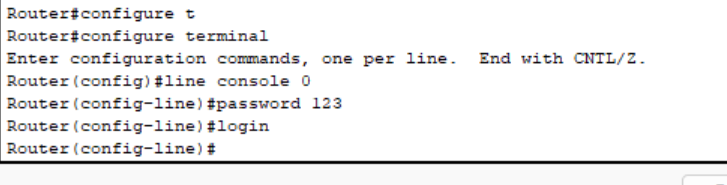 Router#configure t
Router#configure terminal
Enter configuration commands, one per line.  End with CNTL/Z.
Router(config)#line console 0
Router(config-line)#password 123
Router(config-line)#login
Router(config-line)#